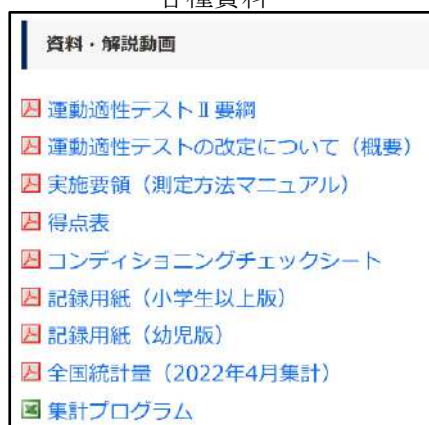 各種資料
資料・解説動画
運動適性テストⅡ要綱
運動適性テストの改定について（概要）
実施要領（測定方法マニュアル）
得点表
コンディショニングチェックシート
記録用紙（小学生以上版）
記録用紙（幼児版）
全国統計量（2022年4月集計）
集計プログラム